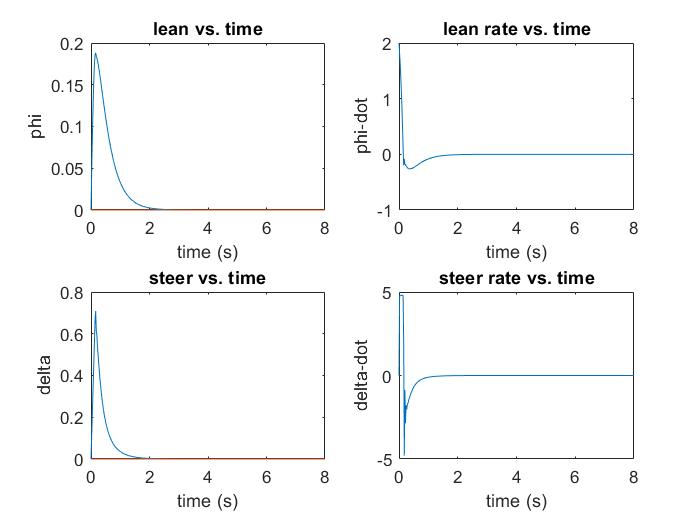 lean vs. time
phi
0.2
0.15
0.1
0.05
0
0 2 4 6 8
time (s)
lean rate vs. time
phi-dot
2
1
0
-1
0 2 4 6 8
time (s)
steer vs. time
delta
0.8
0.6
0.4
0.2
0
0 2 4 6 8
time (s)
steer rate vs. time
delta-dot
5
0
-5
0 2 4 6 8
time (s)